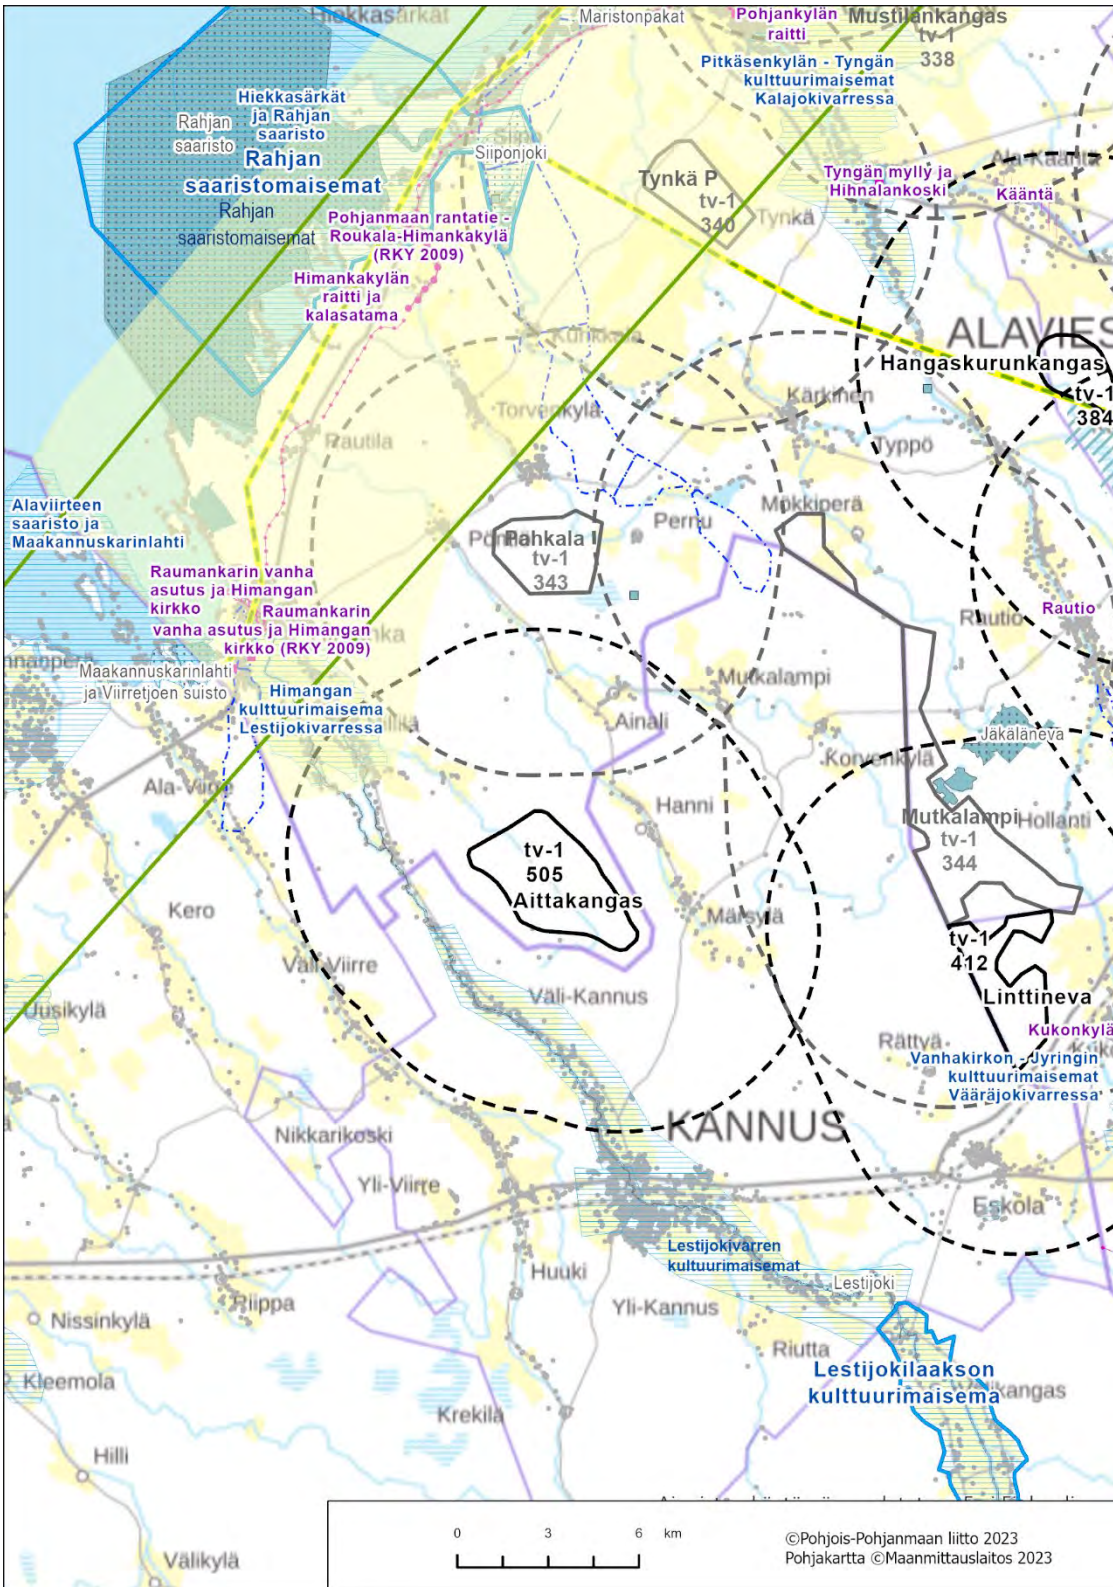 Hiekkasärkät
Maristonpakat
Pohjankylän
raitti
Mustilankangas
tv-1
338
Pitkäsenkylän - Tyngän
kulttuurimaisemat
Kalajokivarressa
Hiekkasärkät
ja Rahjan
saaristo
Rahjan
saaristo
Rahjan
saaristomaisemat
Rahjan
saaristomaisemat
Siiponjoki
Tynkä P
tv-1
340
Tynkä
Tyngän mylly ja
Hihnalankoski
Ala-Kääntä
Kääntä
Pohjanmaan rantatie -
Roukala-Himankakylä
(RKY 2009)
Himankakylän
raitti ja
kalasatama
Kurikkala
ALAVIES
Hangaskurunkangas
tv-1
384
Kärkinen
Torvenkylä
Typpö
Rautila
Alaviirteen
saaristo ja
Maakannuskarinlahti
Mökkiperä
Pernu
Pahkala
tv-1
343
Raumankarin vanha
asutus ja Himangan
kirkko
Raumankarin
vanha asutus ja Himangan
kirkko (RKY 2009)
Rautio
Rautio
Maakannuskarinlahti
ja Viirretjoen suisto
Himangan
kulttuurimaisema
Lestijokivarressa
Mutkalampi
Ainali
Jäkäläneva
Korvenkylä
Ala-Viirre
Hanni
Mutkalampi
tv-1
344
Hollanti
tv-1
505
Aittakangas
Kero
Märsylä
tv-1
412
Linttineva
Väli-Viirre
Väli-Kannus
Uusikylä
Kukonkylä
Rättyä
Vanhakirkon - Jyringin
kulttuurimaisemat
Vääräjokivarressa
KANNUS
Nikkarikoski
Yli-Viirre
Eskola
Lestijokivarren
kultuurimaisemat
Huuki
Lestijoki
Riippa
Yli-Kannus
Nissinkylä
Riutta
Lestijokilaakson
kulttuurimaisema
Kleemola
Krekilä
Hilli
Välikylä
0 3 6 km
©Pohjois-Pohjanmaan liitto 2023
Pohjakartta ©Maanmittauslaitos 2023